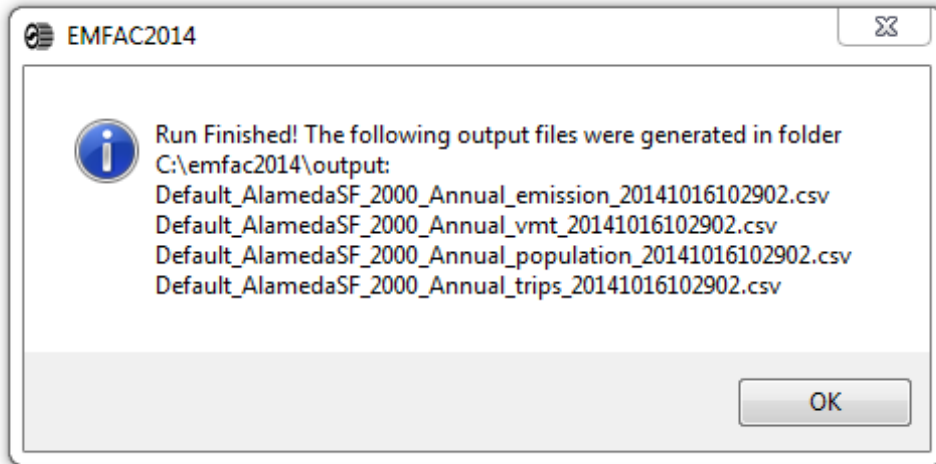 EMFAC2014
Run Finished! The following output files were generated in folder
C:\emfac2014\output:
Default_AlamedaSF_2000_Annual_emission_20141016102902.csv
Default_AlamedaSF_2000_Annual_vmt_20141016102902.csv
Default_AlamedaSF_2000_Annual_population_20141016102902.csv
Default_AlamedaSF_2000_Annual_trips_20141016102902.csv
OK